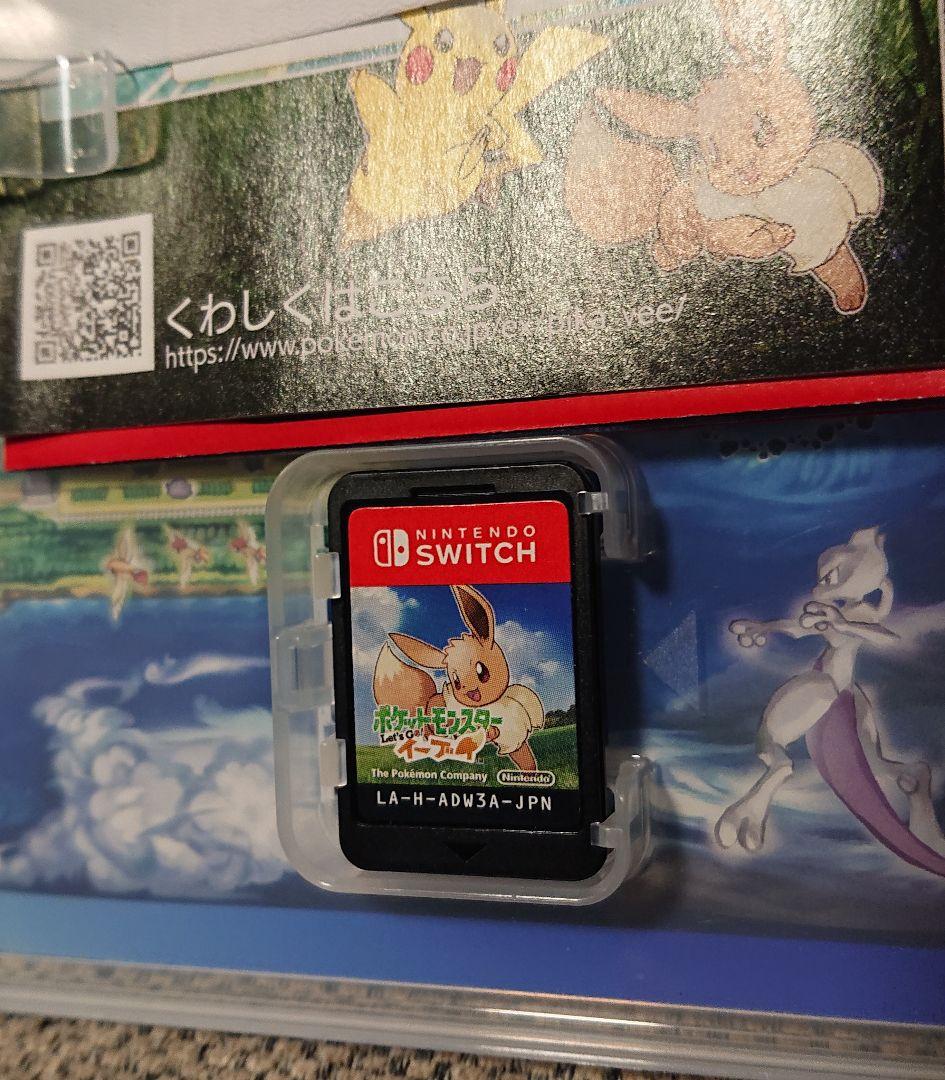 くわしくはこちら
https://www.pokemon.co.jp/ex/pika_vee/
NINTENDO
SWITCH
ポケットモンスター
Let's Go!
イーブイ
The Pokémon Company
Nintendo
LA-H-ADW3A-JPN